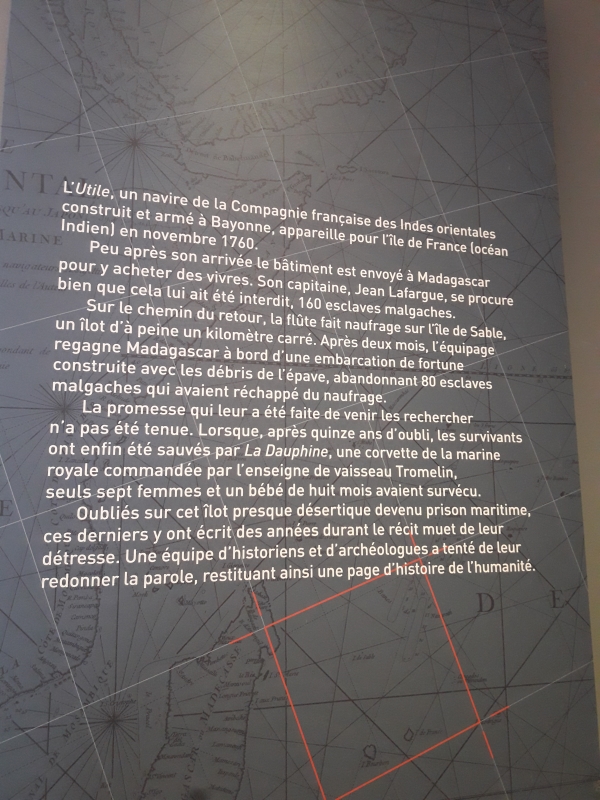 L'Utile, un navire de la Compagnie française des Indes orientales
construit et armé à Bayonne, appareille pour l'île de France (océan
Indien) en novembre 1760.
Peu après son arrivée le bâtiment est envoyé à Madagascar
pour y acheter des vivres. Son capitaine, Jean Lafargue, se procure
bien que cela lui ait été interdit, 160 esclaves malgaches.
Sur le chemin du retour, la flûte fait naufrage sur l'île de Sable,
un îlot d'à peine un kilomètre carré. Après deux mois, l'équipage
regagne Madagascar à bord d'une embarcation de fortune
construite avec les débris de l'épave, abandonnant 80 esclaves
malgaches qui avaient réchappé du naufrage.
La promesse qui leur a été faite de venir les rechercher
n'a pas été tenue. Lorsque, après quinze ans d'oubli, les survivants
ont enfin été sauvés par La Dauphine, une corvette de la marine
royale commandée par l'enseigne de vaisseau Tromelin,
seuls sept femmes et un bébé de huit mois avaient survécu.
Oubliés sur cet îlot presque désertique devenu prison maritime,
ces derniers y ont écrit des années durant le récit muet de leur
détresse. Une équipe d'historiens et d'archéologues a tenté de leur
redonner la parole, restituant ainsi une page d'histoire de l'humanité.
NTAL
MARINE
E
D E